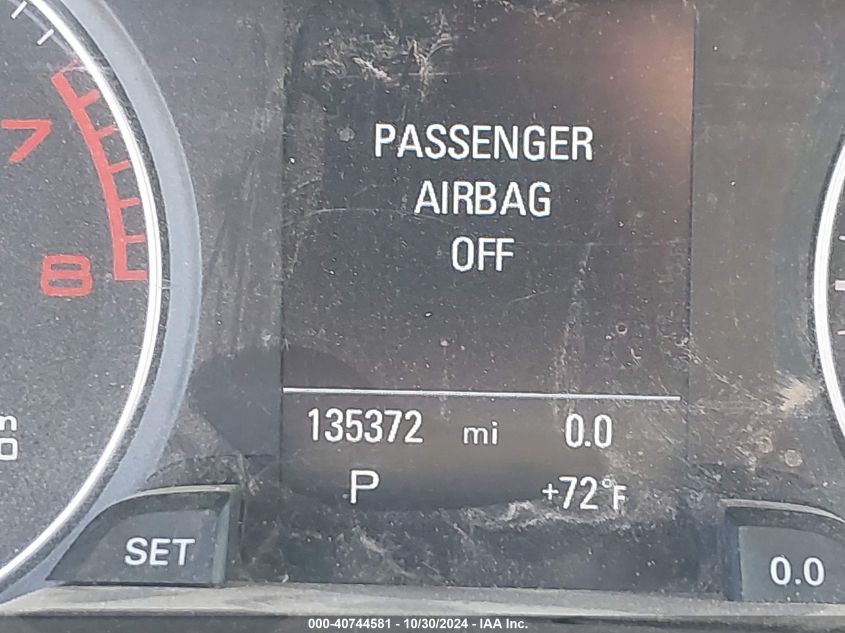 7
8
PASSENGER
AIRBAG
OFF
135372 mi 0.0
P +72°F
SET
0.0
000-40744581 - 10/30/2024 - IAA Inc.